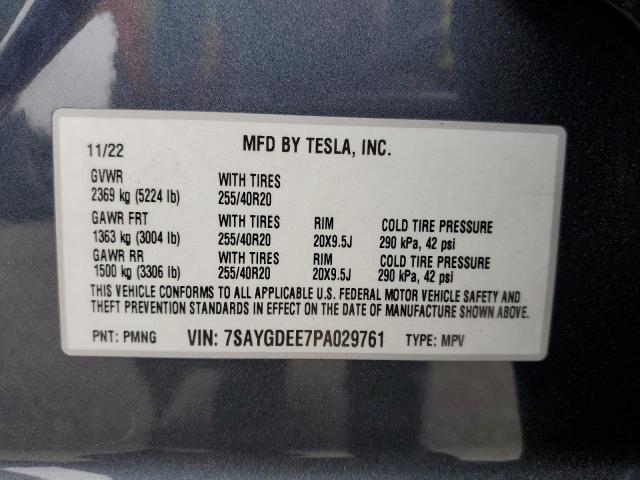 11/22 MFD BY TESLA, INC.
GVWR WITH TIRES
2369 kg (5224 lb) 255/40R20
GAWR FRT WITH TIRES RIM COLD TIRE PRESSURE
1363 kg (3004 lb) 255/40R20 20X9.5J 290 kPa, 42 psi
GAWR RR WITH TIRES RIM COLD TIRE PRESSURE
1500 kg (3306 lb) 255/40R20 20X9.5J 290 kPa, 42 psi
THIS VEHICLE CONFORMS TO ALL APPLICABLE U.S. FEDERAL MOTOR VEHICLE SAFETY AND
THEFT PREVENTION STANDARDS IN EFFECT ON THE DATE OF MANUFACTURE SHOWN ABOVE.
PNT: PMNG VIN: 7SAYGDEE7PA029761 TYPE: MPV